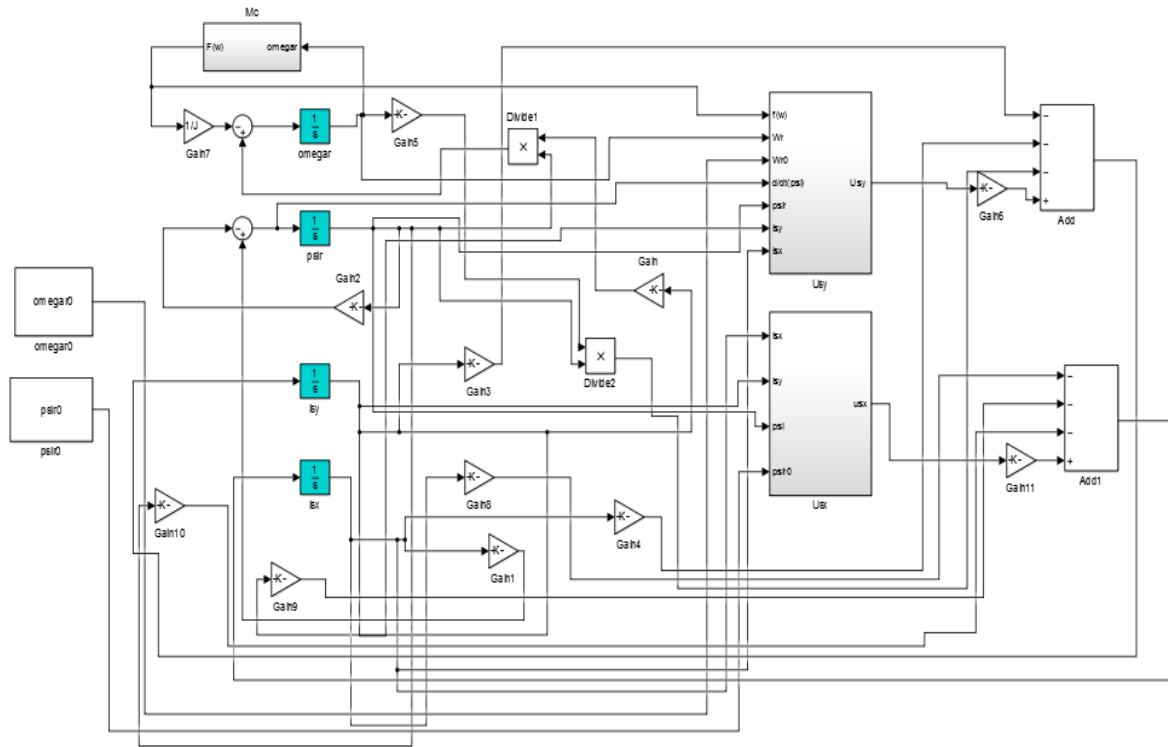 Mc
F(w) omegar
1/J
Gain7
1/s
omegar
-K-
Gain5
Divide1
×
f(w)
Wr
Wr0
d/dt(psi)
psir
isy
isx
Usy
Usy
-K-
Gain6
Add
1/s
psir
-K-
Gain2
-K-
Gain
omegar0
omegar0
-K-
Gain3
×
Divide2
1/s
isy
psir0
psir0
isx
isy
psi
psir0
usx
Usx
-K-
Gain11
Add1
1/s
isx
-K-
Gain10
-K-
Gain8
-K-
Gain4
-K-
Gain1
-K-
Gain9